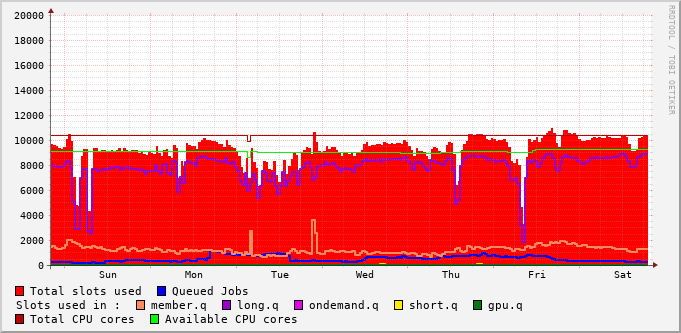 RRDTOOL / TOBI OETIKER
20000
18000
16000
14000
12000
10000
8000
6000
4000
2000
0
Sun Mon Tue Wed Thu Fri Sat
Total slots used Queued Jobs
Slots used in : member.q long.q ondemand.q short.q gpu.q
Total CPU cores Available CPU cores